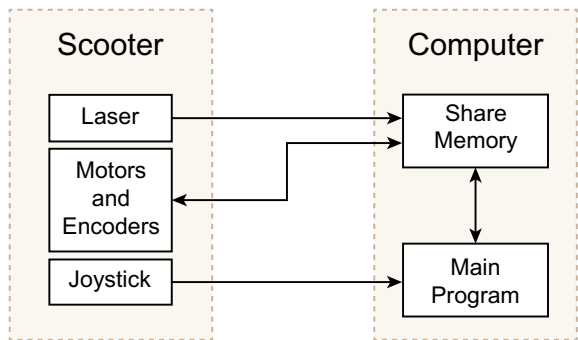 Scooter
Laser
Motors
and
Encoders
Joystick
Computer
Share
Memory
Main
Program